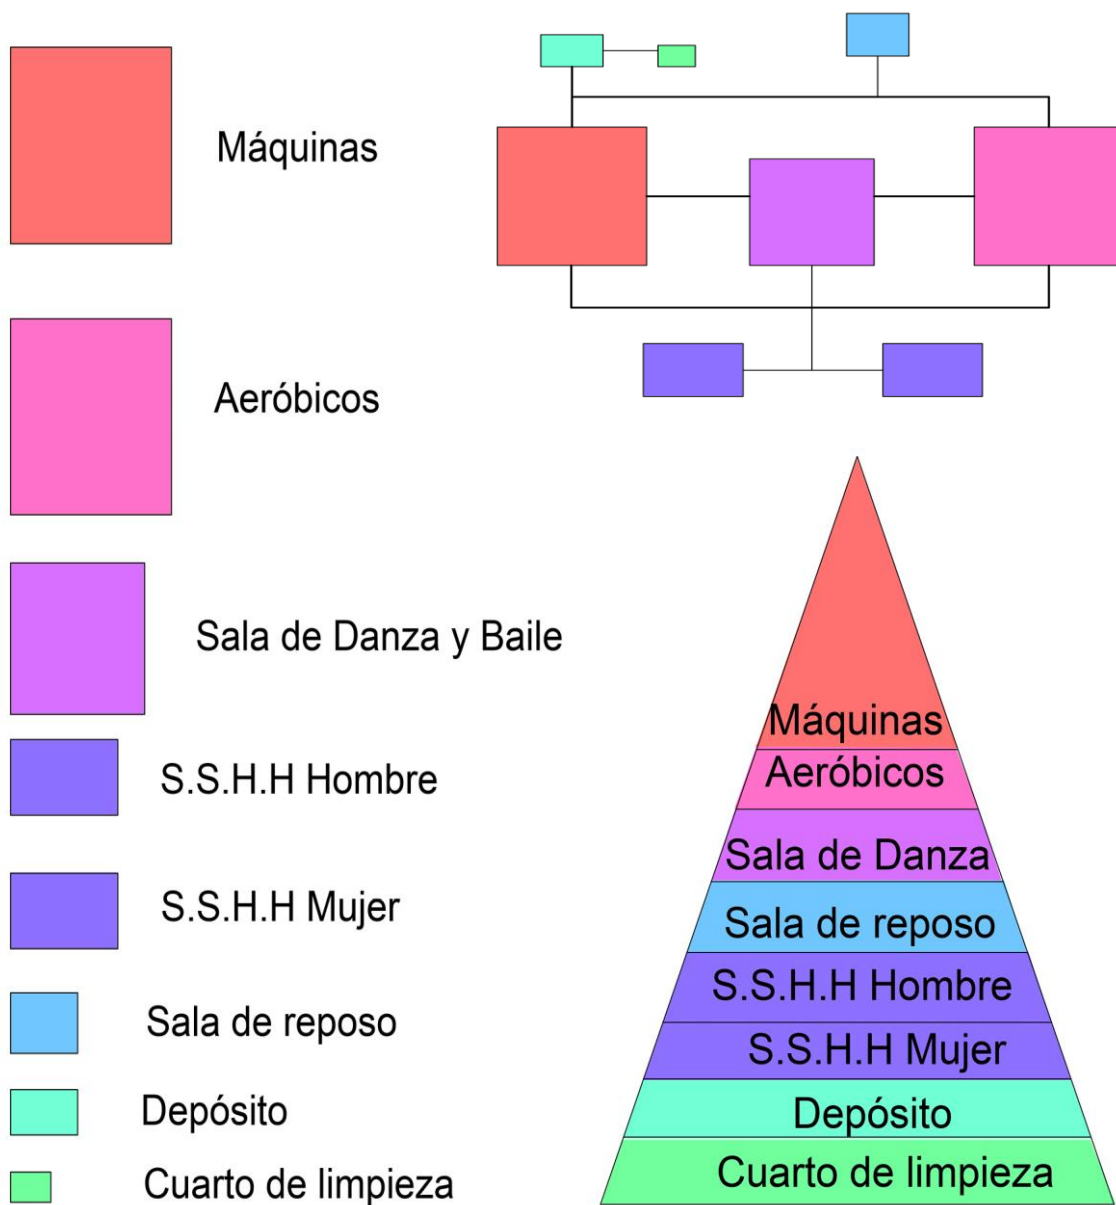 Máquinas
Aeróbicos
Sala de Danza y Baile
S.S.H.H Hombre
S.S.H.H Mujer
Sala de reposo
Depósito
Cuarto de limpieza
Máquinas
Aeróbicos
Sala de Danza
Sala de reposo
S.S.H.H Hombre
S.S.H.H Mujer
Depósito
Cuarto de limpieza